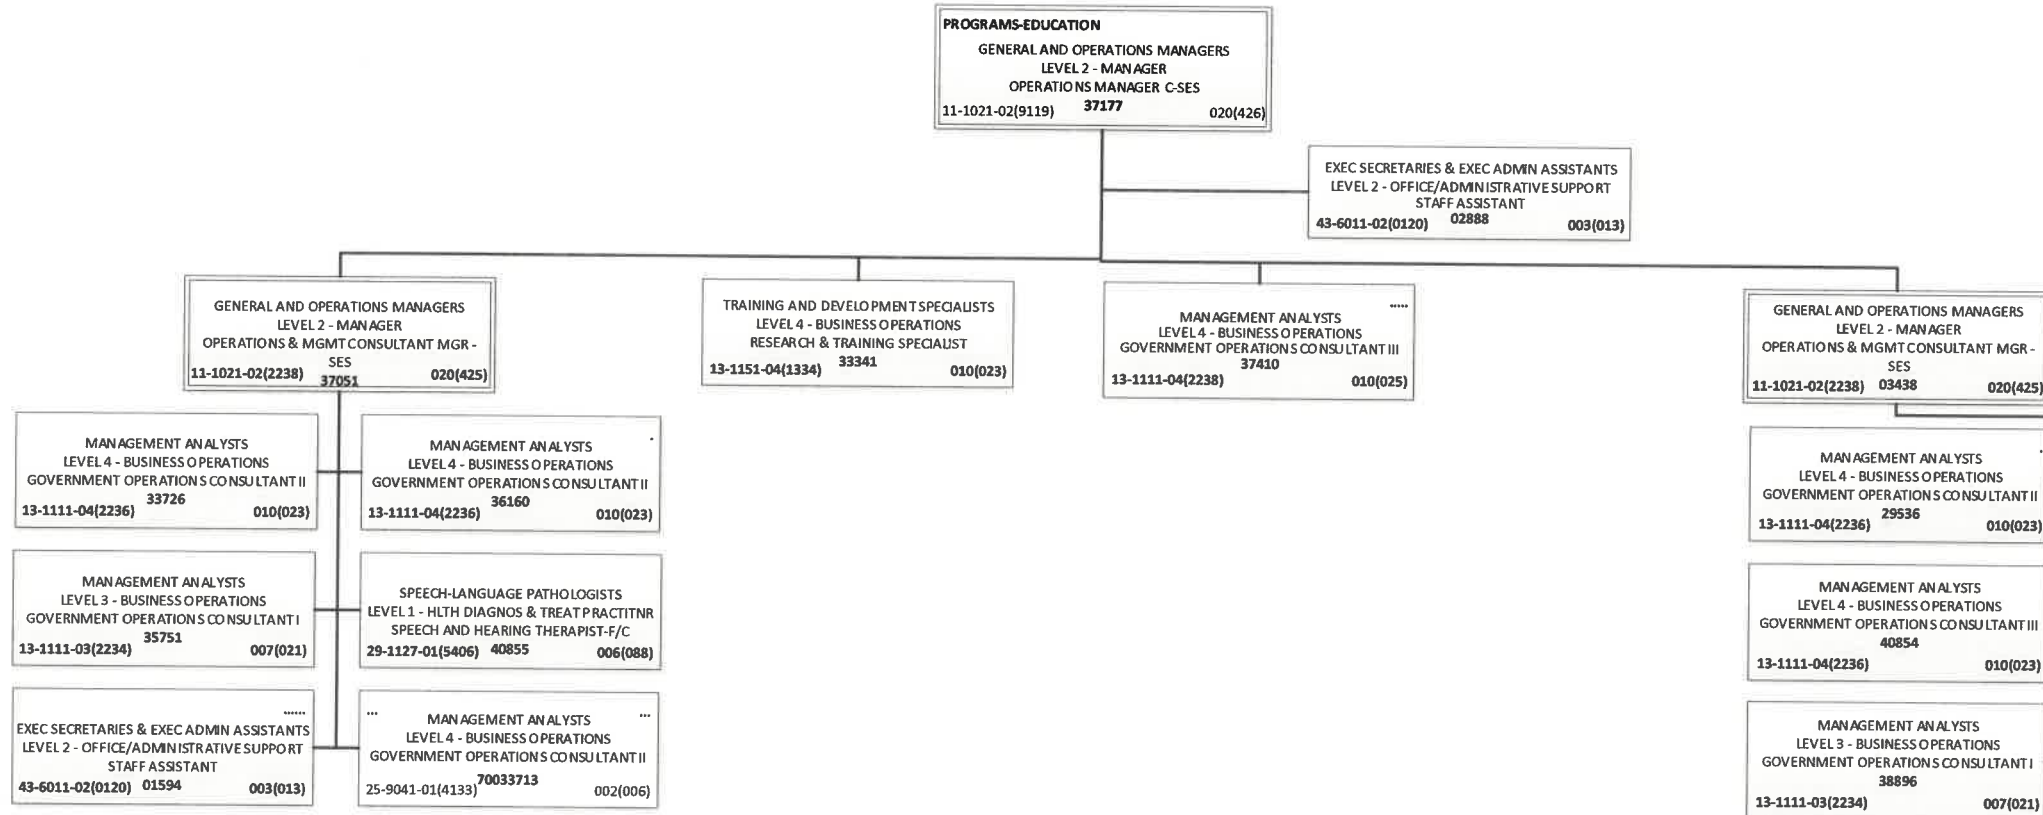 PROGRAMS-EDUCATION
GENERAL AND OPERATIONS MANAGERS
LEVEL 2 - MANAGER
OPERATIONS MANAGER C-SES
11-1021-02(9119) 37177 020(426)
EXEC SECRETARIES & EXEC ADMIN ASSISTANTS
LEVEL 2 - OFFICE/ADMINISTRATIVE SUPPORT
STAFF ASSISTANT
43-6011-02(0120) 02888 003(013)
GENERAL AND OPERATIONS MANAGERS
LEVEL 2 - MANAGER
OPERATIONS & MGMT CONSULTANT MGR -
SES
11-1021-02(2238) 37051 020(425)
TRAINING AND DEVELOPMENT SPECIALISTS
LEVEL 4 - BUSINESS OPERATIONS
RESEARCH & TRAINING SPECIALIST
13-1151-04(1334) 33341 010(023)
.....
MANAGEMENT ANALYSTS
LEVEL 4 - BUSINESS OPERATIONS
GOVERNMENT OPERATIONS CONSULTANT III
37410
13-1111-04(2238) 010(025)
GENERAL AND OPERATIONS MANAGERS
LEVEL 2 - MANAGER
OPERATIONS & MGMT CONSULTANT MGR -
SES
11-1021-02(2238) 03438 020(425)
MANAGEMENT ANALYSTS
LEVEL 4 - BUSINESS OPERATIONS
GOVERNMENT OPERATIONS CONSULTANT II
33726
13-1111-04(2236) 010(023)
.
MANAGEMENT ANALYSTS
LEVEL 4 - BUSINESS OPERATIONS
GOVERNMENT OPERATIONS CONSULTANT II
36160
13-1111-04(2236) 010(023)
MANAGEMENT ANALYSTS
LEVEL 3 - BUSINESS OPERATIONS
GOVERNMENT OPERATIONS CONSULTANT I
35751
13-1111-03(2234) 007(021)
SPEECH-LANGUAGE PATHOLOGISTS
LEVEL 1 - HLTH DIAGNOS & TREAT PRACTITNR
SPEECH AND HEARING THERAPIST-F/C
29-1127-01(5406) 40855 006(088)
......
EXEC SECRETARIES & EXEC ADMIN ASSISTANTS
LEVEL 2 - OFFICE/ADMINISTRATIVE SUPPORT
STAFF ASSISTANT
43-6011-02(0120) 01594 003(013)
... ...
MANAGEMENT ANALYSTS
LEVEL 4 - BUSINESS OPERATIONS
GOVERNMENT OPERATIONS CONSULTANT II
70033713
25-9041-01(4133) 002(006)
MANAGEMENT ANALYSTS
LEVEL 4 - BUSINESS OPERATIONS
GOVERNMENT OPERATIONS CONSULTANT II
29536
13-1111-04(2236) 010(023)
MANAGEMENT ANALYSTS
LEVEL 4 - BUSINESS OPERATIONS
GOVERNMENT OPERATIONS CONSULTANT III
40854
13-1111-04(2236) 010(023)
MANAGEMENT ANALYSTS
LEVEL 3 - BUSINESS OPERATIONS
GOVERNMENT OPERATIONS CONSULTANT I
38896
13-1111-03(2234) 007(021)